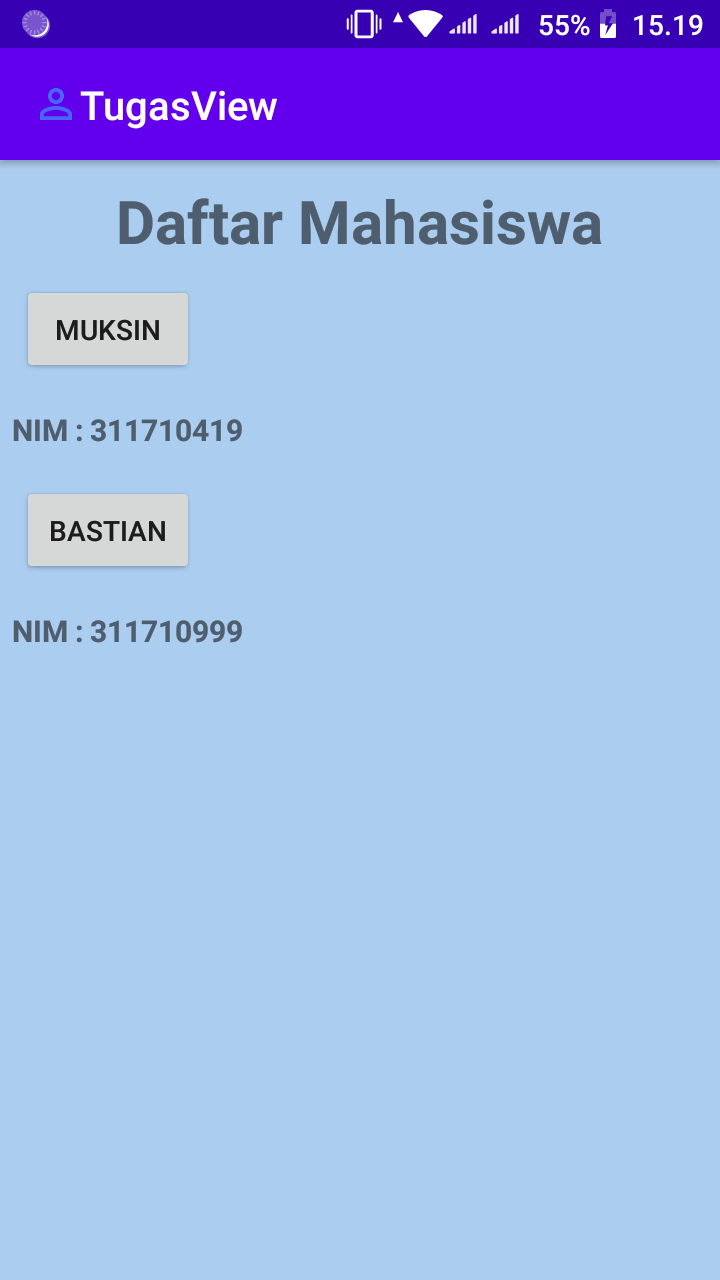 55% 15.19
TugasView
Daftar Mahasiswa
MUKSIN
NIM : 311710419
BASTIAN
NIM : 311710999